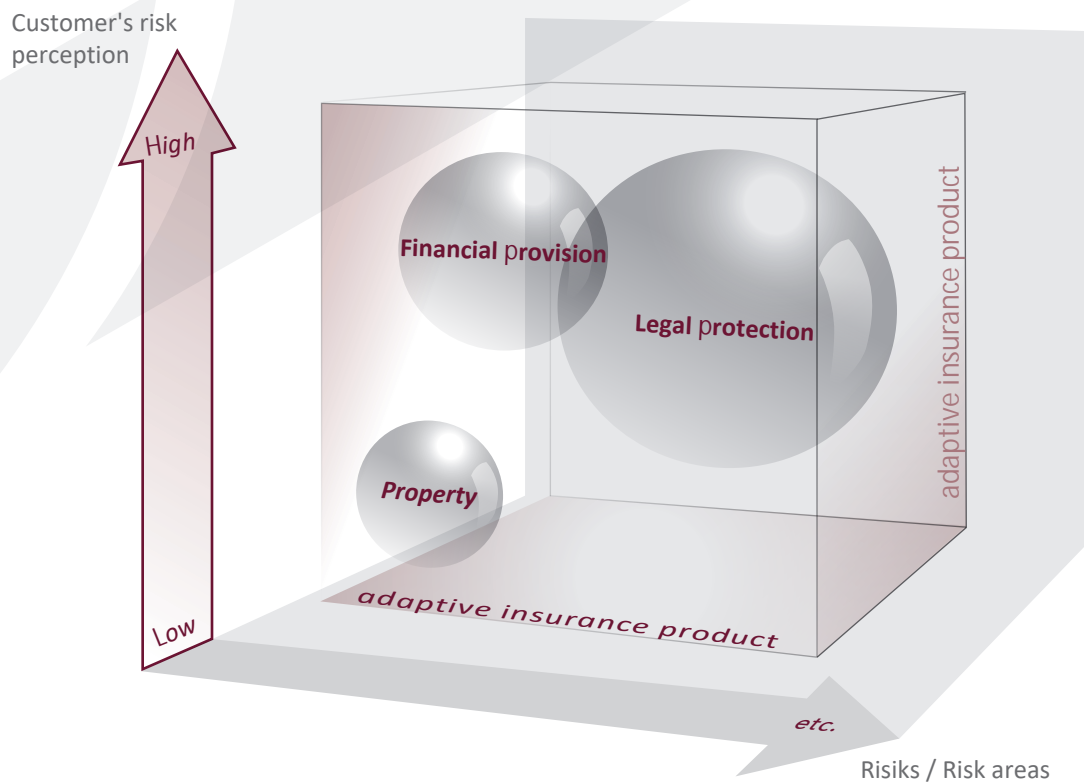 Customer's risk
perception
High
Financial provision
Legal protection
adaptive insurance product
Property
adaptive insurance product
Low
etc.
Risiks / Risk areas